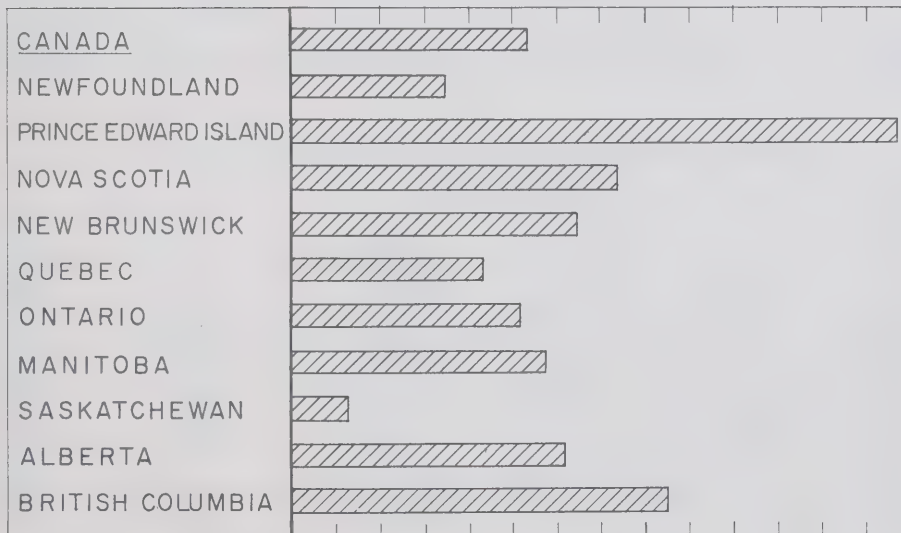 CANADA
NEWFOUNDLAND
PRINCE EDWARD ISLAND
NOVA SCOTIA
NEW BRUNSWICK
QUEBEC
ONTARIO
MANITOBA
SASKATCHEWAN
ALBERTA
BRITISH COLUMBIA